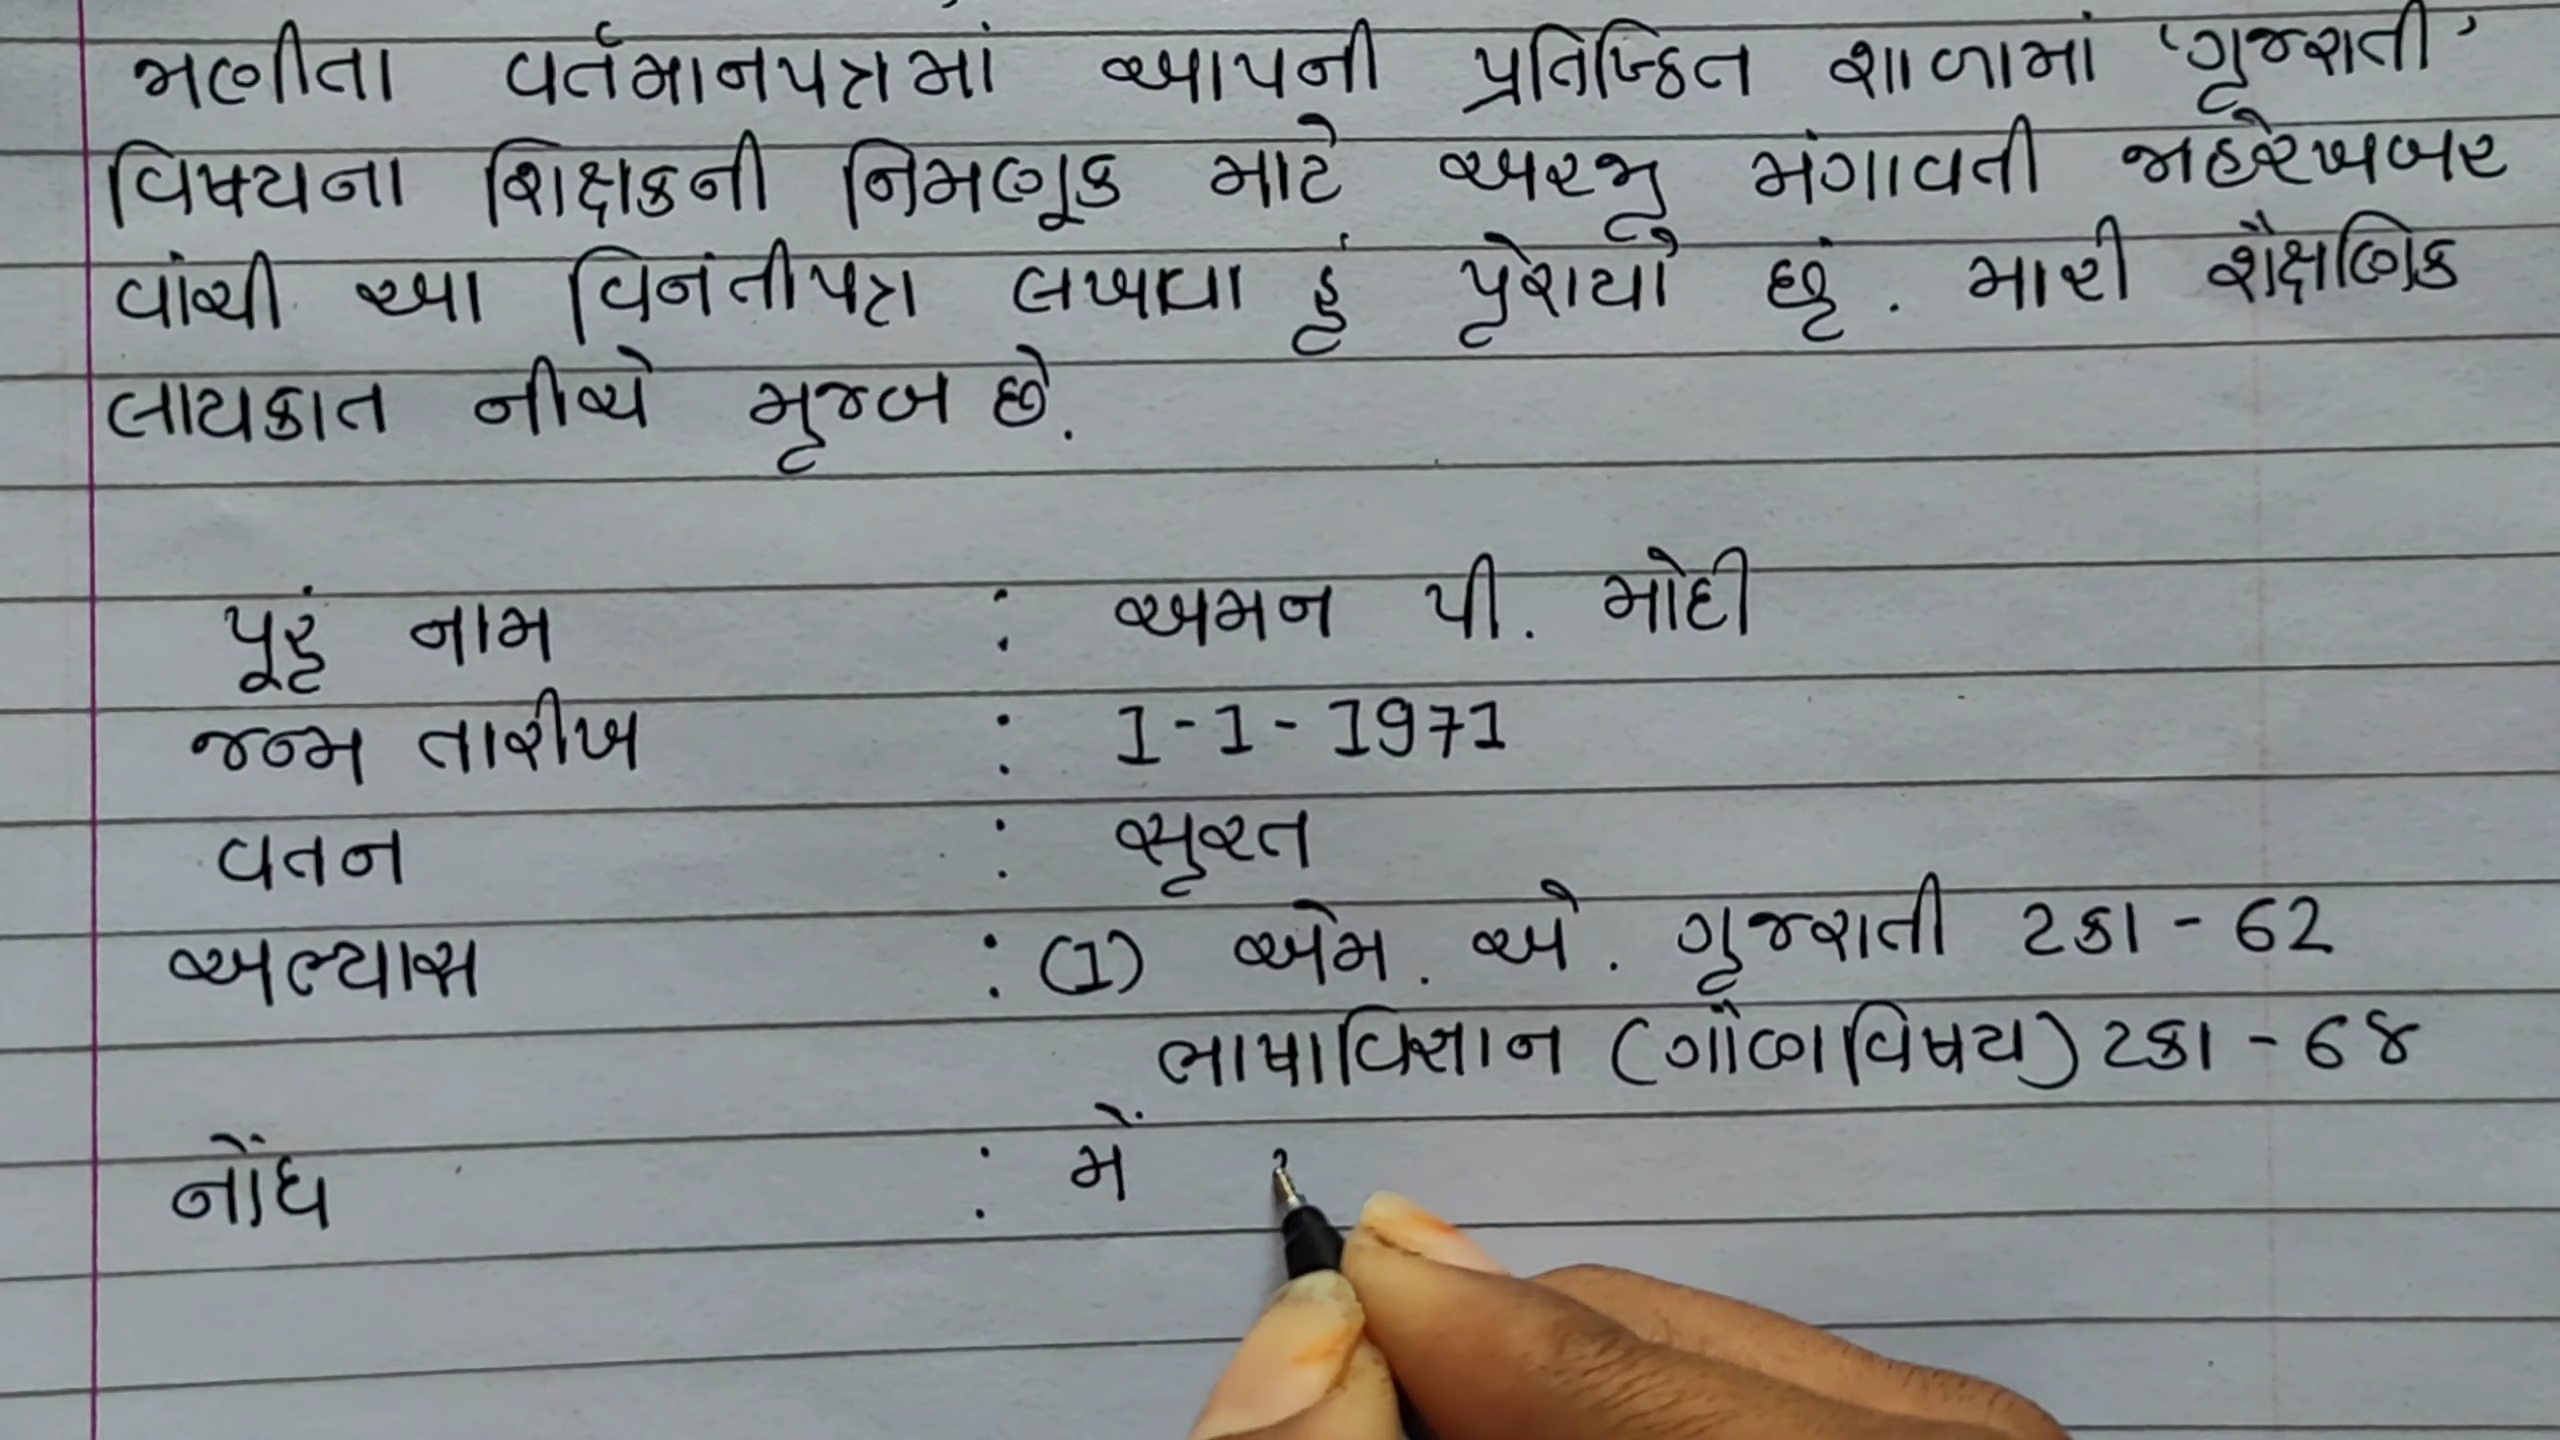 ભણીતા વર્તમાનપત્રમાં આપની પ્રતિષ્ઠિત શાળામાં ‘ગુજરાતી’
વિષયના શિક્ષકની નિમણૂક માટે અરજી મંગાવતી જાહેરખબર
વાંચી આ વિનંતીપત્ર લખવા હું પ્રેરાયો છું. મારી શૈક્ષણિક
લાયકાત નીચે મુજબ છે.
પૂરું નામ : અમન પી. મોદી
જન્મ તારીખ : 1-1-1971
વતન : સુરત
અભ્યાસ : (1) એમ. એ. ગુજરાતી ટકા - 62
ભાષાવિજ્ઞાન (ગૌણવિષય) ટકા - 68
નોંધ : મેં